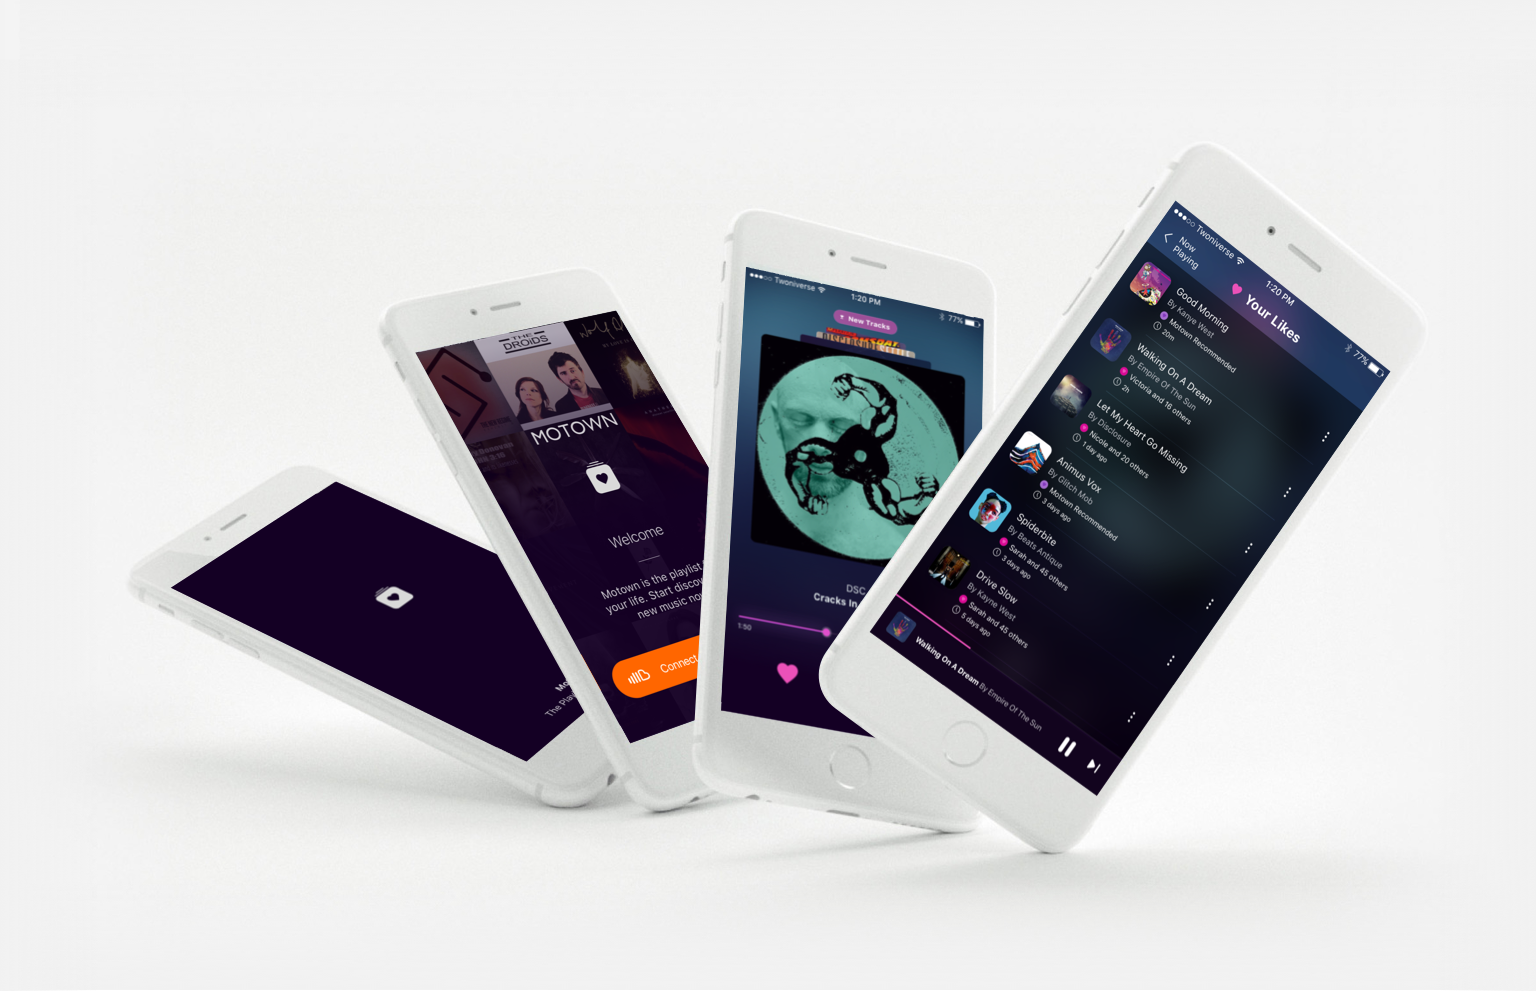 Mo
The Play
THE
DROIDS
MOTOWN
Welcome
Motown is the playlist
your life. Start discov
new music no
Connect
Twoniverse
1:20 PM
77%
New Tracks
DSC
Cracks In
1:50
Twoniverse
1:20 PM
77%
Now
Playing
Your Likes
Good Morning
By Kanye West
Motown Recommended
20m
Walking On A Dream
By Empire Of The Sun
Victoria and 16 others
2h
Let My Heart Go Missing
By Disclosure
Nicole and 20 others
1 day ago
Animus Vox
By Glitch Mob
Motown Recommended
3 days ago
Spiderbite
By Beats Antique
Sarah and 45 others
3 days ago
Drive Slow
By Kayne West
Sarah and 45 others
5 days ago
Walking On A Dream By Empire Of The Sun